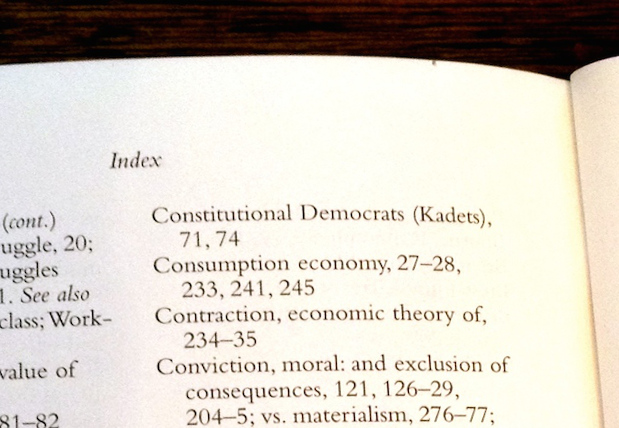 Index
(cont.)
uggle, 20;
uggles
1. See also
class; Work-
value of
81–82
Constitutional Democrats (Kadets),
71, 74
Consumption economy, 27–28,
233, 241, 245
Contraction, economic theory of,
234–35
Conviction, moral: and exclusion of
consequences, 121, 126–29,
204–5; vs. materialism, 276–77;